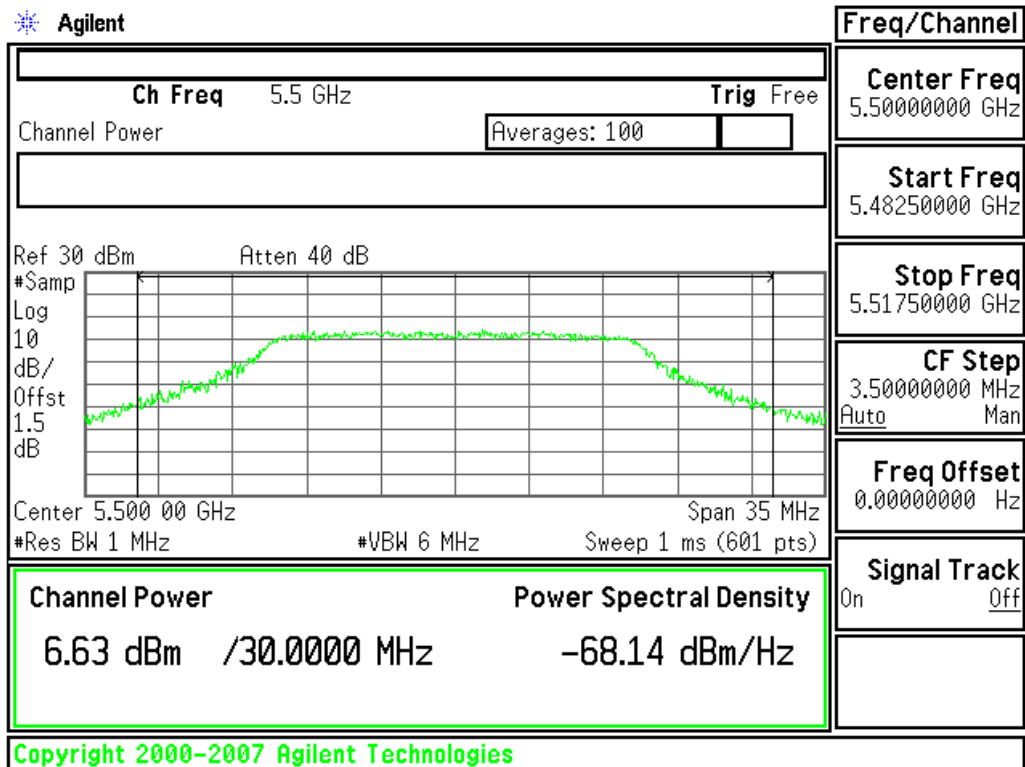 Agilent
Freq/Channel
Ch Freq 5.5 GHz Trig Free
Channel Power Averages: 100
Center Freq
5.50000000 GHz
Start Freq
5.48250000 GHz
Stop Freq
5.51750000 GHz
CF Step
3.50000000 MHz
Auto Man
Freq Offset
0.00000000 Hz
Signal Track
On Off
Ref 30 dBm Atten 40 dB
#Samp
Log
10
dB/
Offst
1.5
dB
Center 5.500 00 GHz Span 35 MHz
#Res BW 1 MHz #VBW 6 MHz Sweep 1 ms (601 pts)
Channel Power Power Spectral Density
6.63 dBm /30.0000 MHz -68.14 dBm/Hz
Copyright 2000-2007 Agilent Technologies